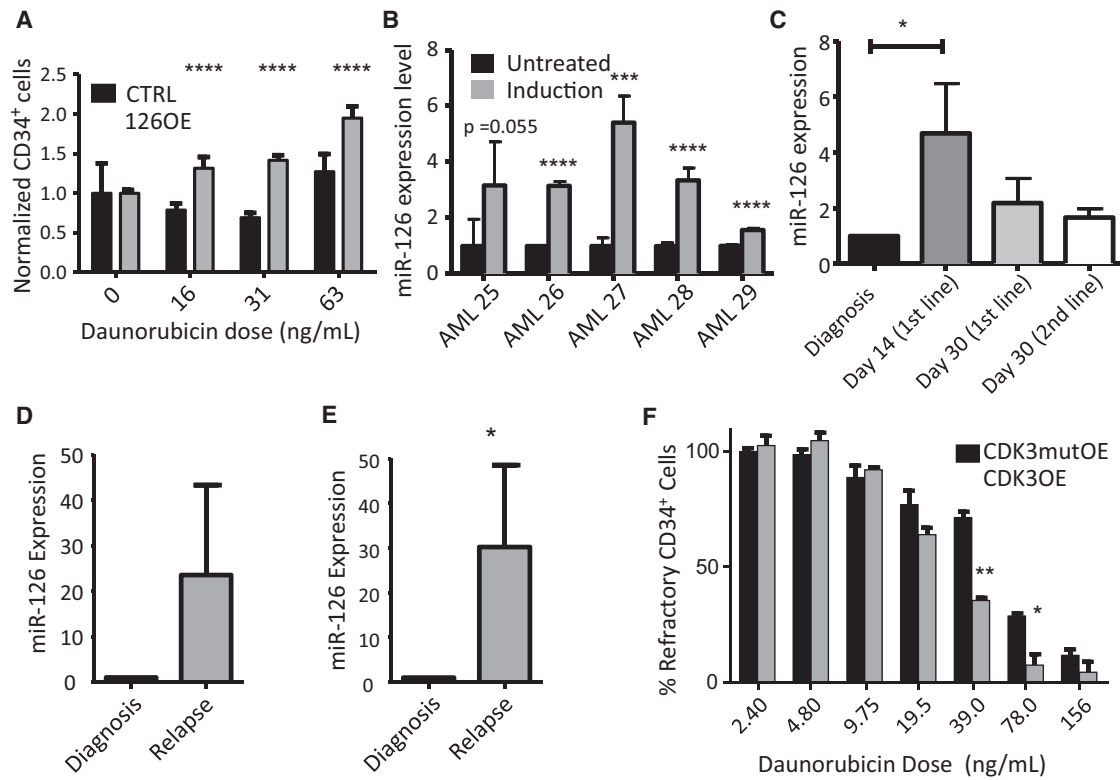 A
Normalized CD34+ cells
2.5
2.0
1.5
1.0
0.5
0.0
CTRL
126OE
****
****
****
0
16
31
63
Daunorubicin dose (ng/mL)
B
miR-126 expression level
8
6
4
2
0
Untreated
Induction
p =0.055
****
***
****
****
AML 25
AML 26
AML 27
AML 28
AML 29
C
miR-126 expression
8
6
4
2
0
*
Diagnosis
Day 14 (1st line)
Day 30 (1st line)
Day 30 (2nd line)
D
miR-126 Expression
50
40
30
20
10
0
Diagnosis
Relapse
E
miR-126 Expression
50
40
30
20
10
0
*
Diagnosis
Relapse
F
% Refractory CD34+ Cells
100
50
0
CDK3mutOE
CDK3OE
**
*
2.40
4.80
9.75
19.5
39.0
78.0
156
Daunorubicin Dose (ng/mL)